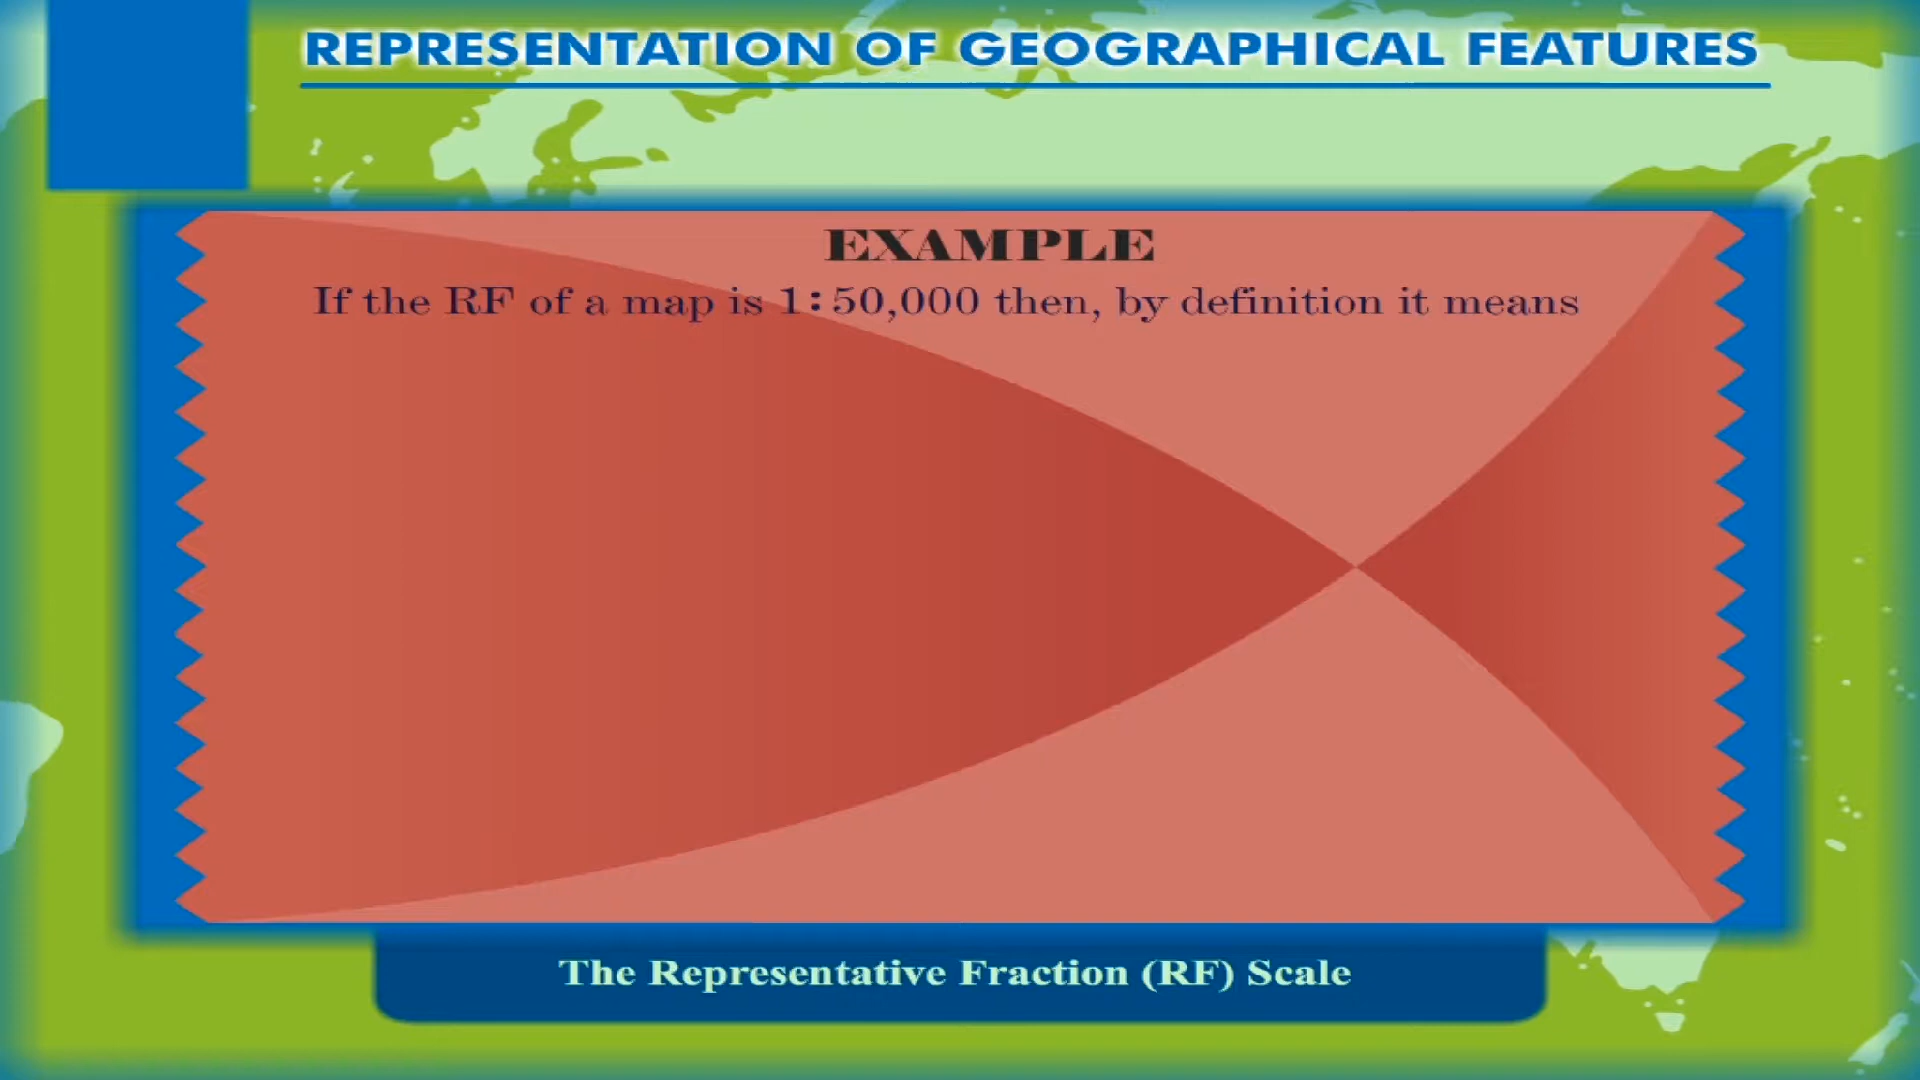 REPRESENTATION OF GEOGRAPHICAL FEATURES
EXAMPLE
If the RF of a map is 1:50,000 then, by definition it means
The Representative Fraction (RF) Scale